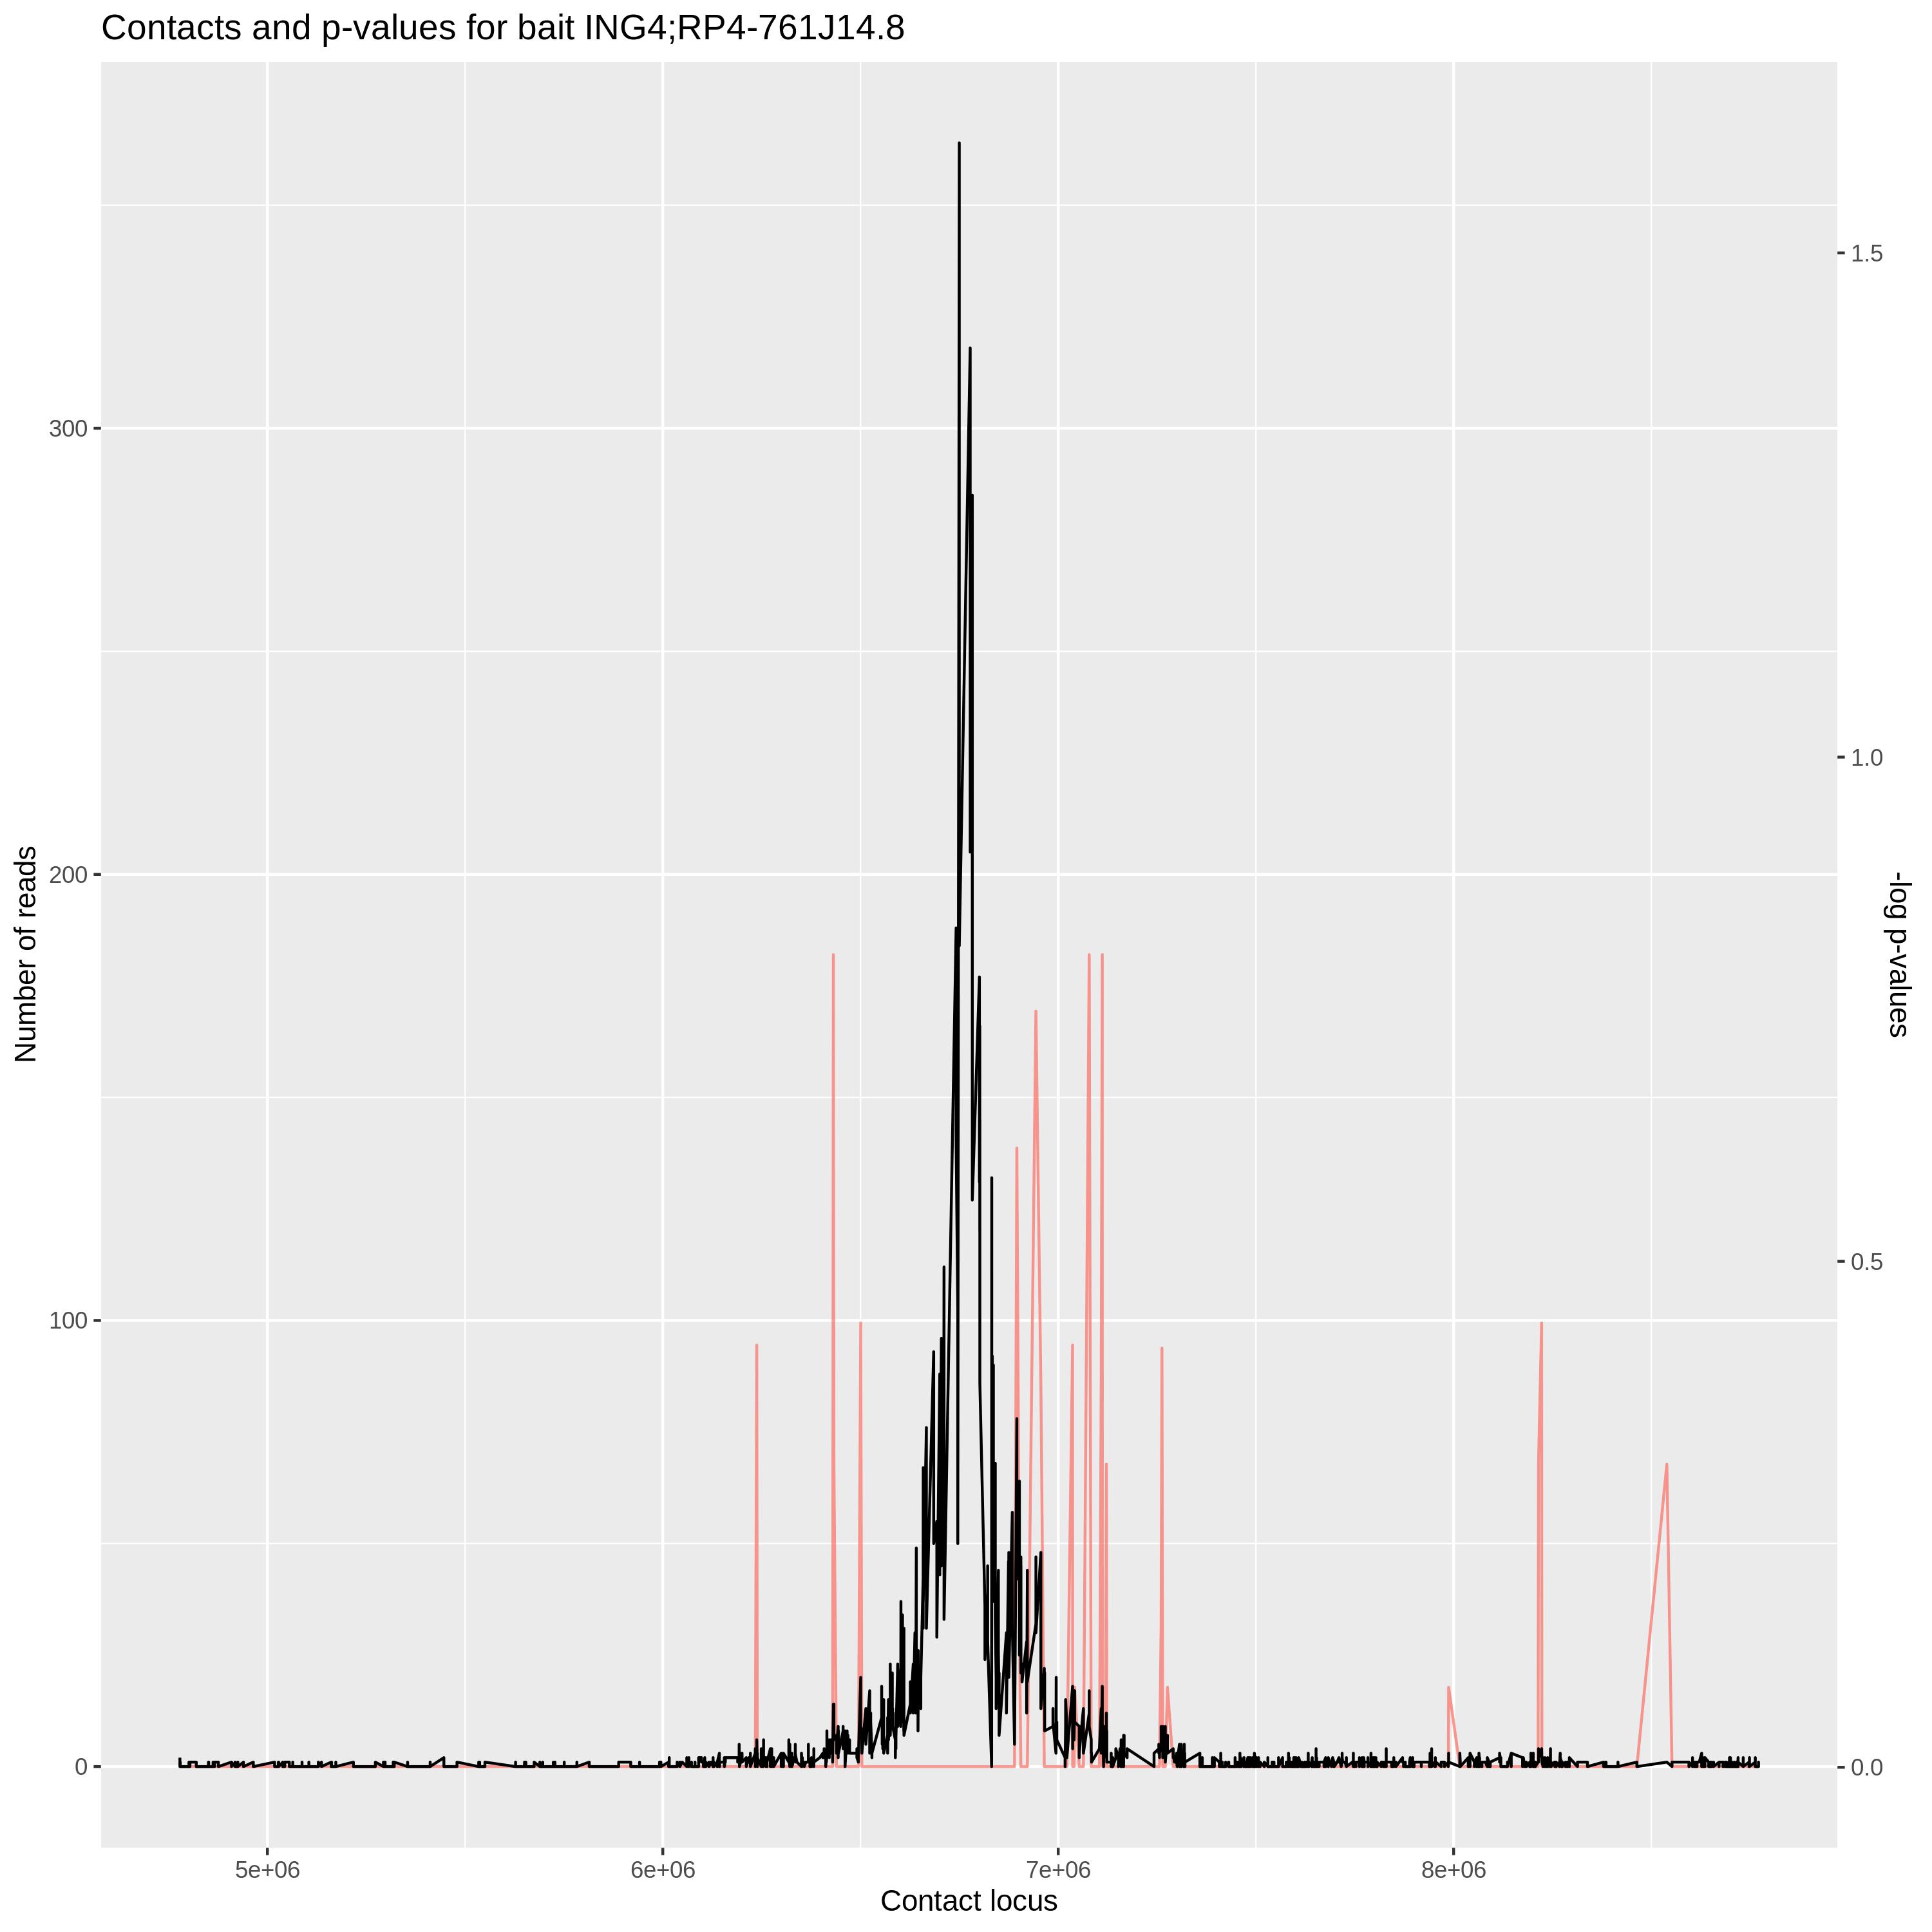 Contacts and p-values for bait ING4;RP4-761J14.8
300
200
100
0
Number of reads
1.5
1.0
0.5
0.0
-log p-values
5e+06
6e+06
7e+06
8e+06
Contact locus